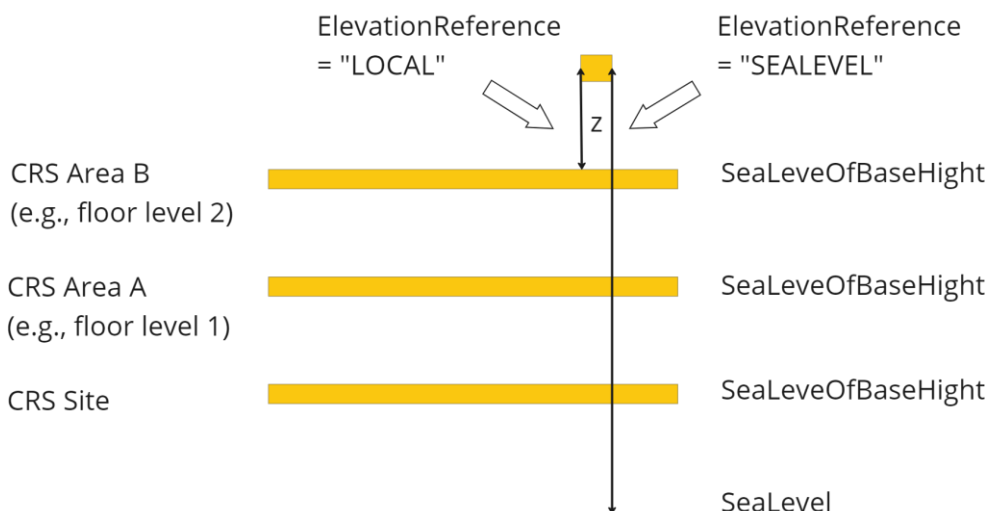 ElevationReference
= "LOCAL"
ElevationReference
= "SEALEVEL"
z
CRS Area B
(e.g., floor level 2)
SeaLeveOfBaseHight
CRS Area A
(e.g., floor level 1)
SeaLeveOfBaseHight
CRS Site
SeaLeveOfBaseHight
SeaLevel